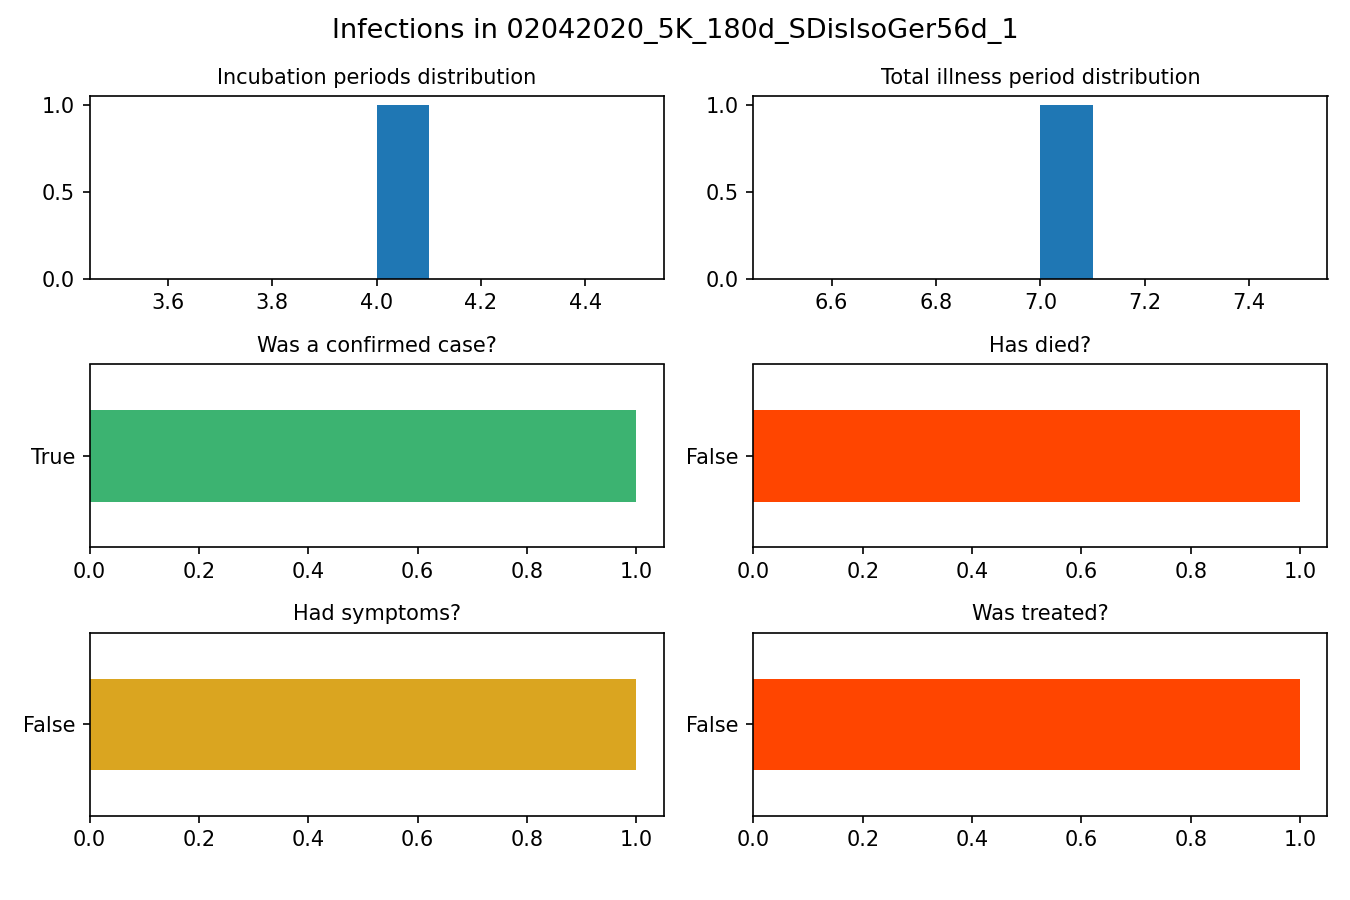 Infections in 02042020_5K_180d_SDisIsoGer56d_1
Incubation periods distribution
1.0
0.5
0.0
3.6 3.8 4.0 4.2 4.4
Total illness period distribution
1.0
0.5
0.0
6.6 6.8 7.0 7.2 7.4
Was a confirmed case?
True
0.0 0.2 0.4 0.6 0.8 1.0
Has died?
False
0.0 0.2 0.4 0.6 0.8 1.0
Had symptoms?
False
0.0 0.2 0.4 0.6 0.8 1.0
Was treated?
False
0.0 0.2 0.4 0.6 0.8 1.0